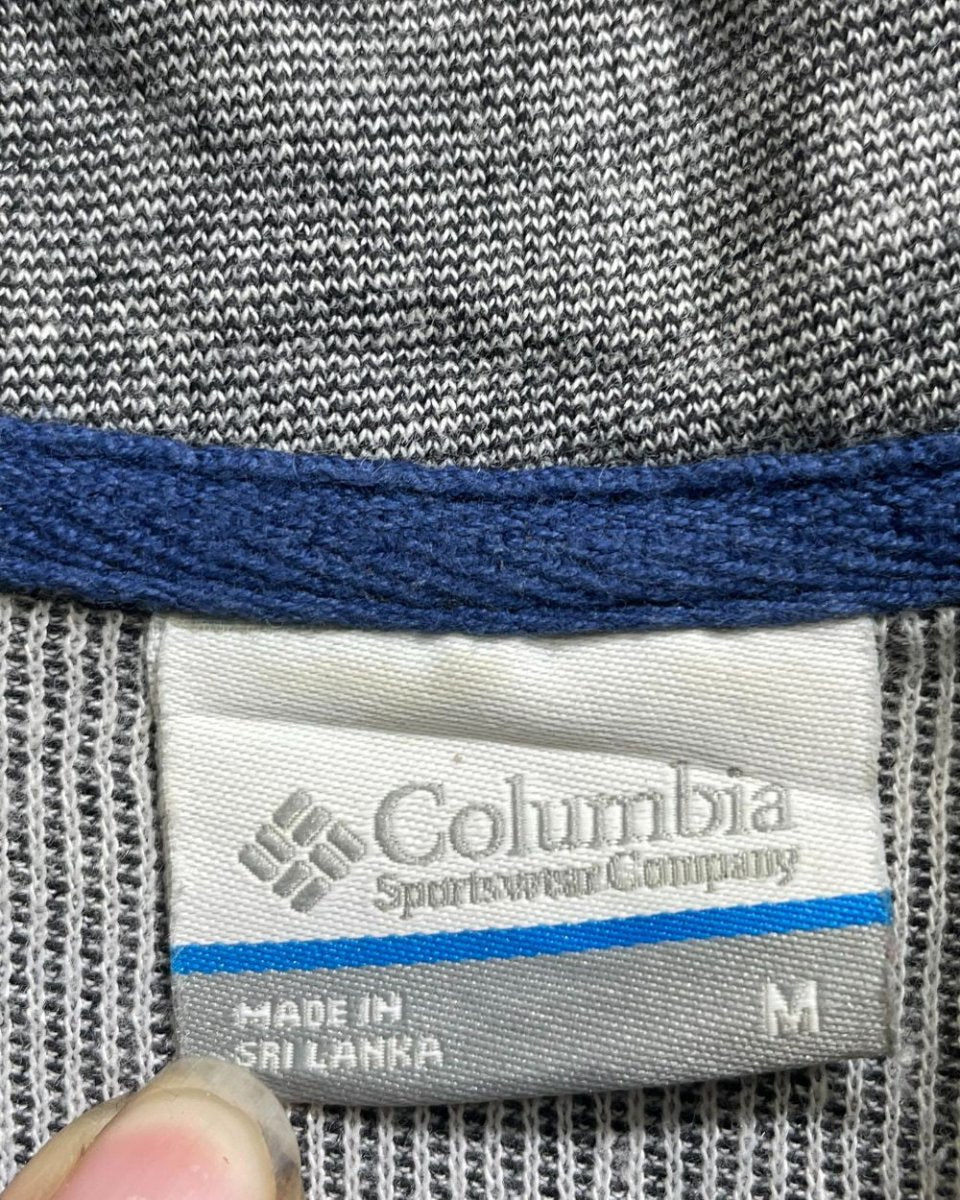 Columbia
Sportswear Company
MADE IN
SRI LANKA
M